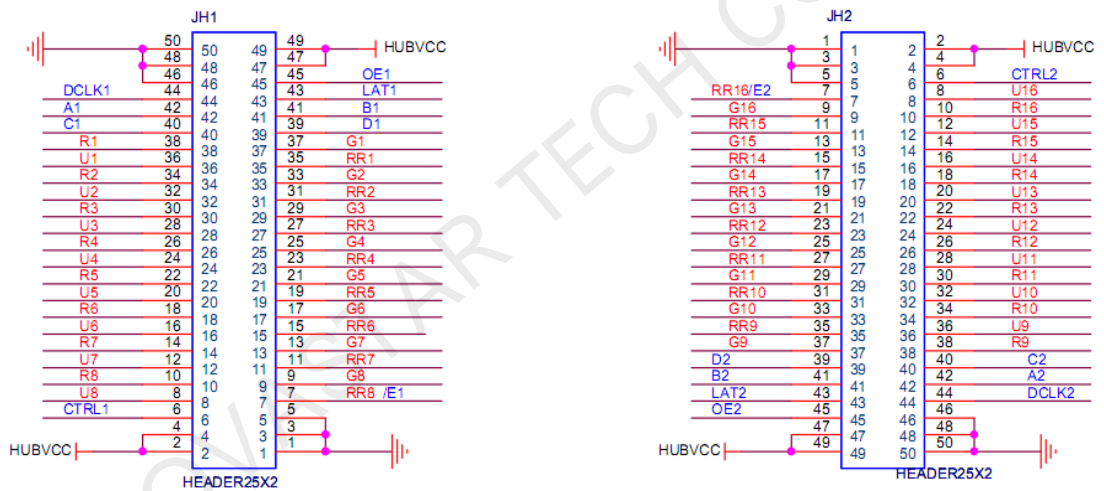 JH1
50 50 49 49 HUBVCC
48 48 47 47
46 46 45 45 OE1
DCLK1 44 44 43 43 LAT1
A1 42 42 41 41 B1
C1 40 40 39 39 D1
R1 38 38 37 37 G1
U1 36 36 35 35 RR1
R2 34 34 33 33 G2
U2 32 32 31 31 RR2
R3 30 30 29 29 G3
U3 28 28 27 27 RR3
R4 26 26 25 25 G4
U4 24 24 23 23 RR4
R5 22 22 21 21 G5
U5 20 20 19 19 RR5
R6 18 18 17 17 G6
U6 16 16 15 15 RR6
R7 14 14 13 13 G7
U7 12 12 11 11 RR7
R8 10 10 9 9 G8
U8 8 8 7 7 RR8 /E1
CTRL1 6 6 5 5
4 4 3 3
HUBVCC 2 2 1 1
HEADER25X2
JH2
1 1 2 2 HUBVCC
3 3 4 4
5 5 6 6 CTRL2
RR16/E2 7 7 8 8 U16
G16 9 9 10 10 R16
RR15 11 11 12 12 U15
G15 13 13 14 14 R15
RR14 15 15 16 16 U14
G14 17 17 18 18 R14
RR13 19 19 20 20 U13
G13 21 21 22 22 R13
RR12 23 23 24 24 U12
G12 25 25 26 26 R12
RR11 27 27 28 28 U11
G11 29 29 30 30 R11
RR10 31 31 32 32 U10
G10 33 33 34 34 R10
RR9 35 35 36 36 U9
G9 37 37 38 38 R9
D2 39 39 40 40 C2
B2 41 41 42 42 A2
LAT2 43 43 44 44 DCLK2
OE2 45 45 46 46
47 47 48 48
HUBVCC 49 49 50 50
HEADER25X2
OVASTAR TECH